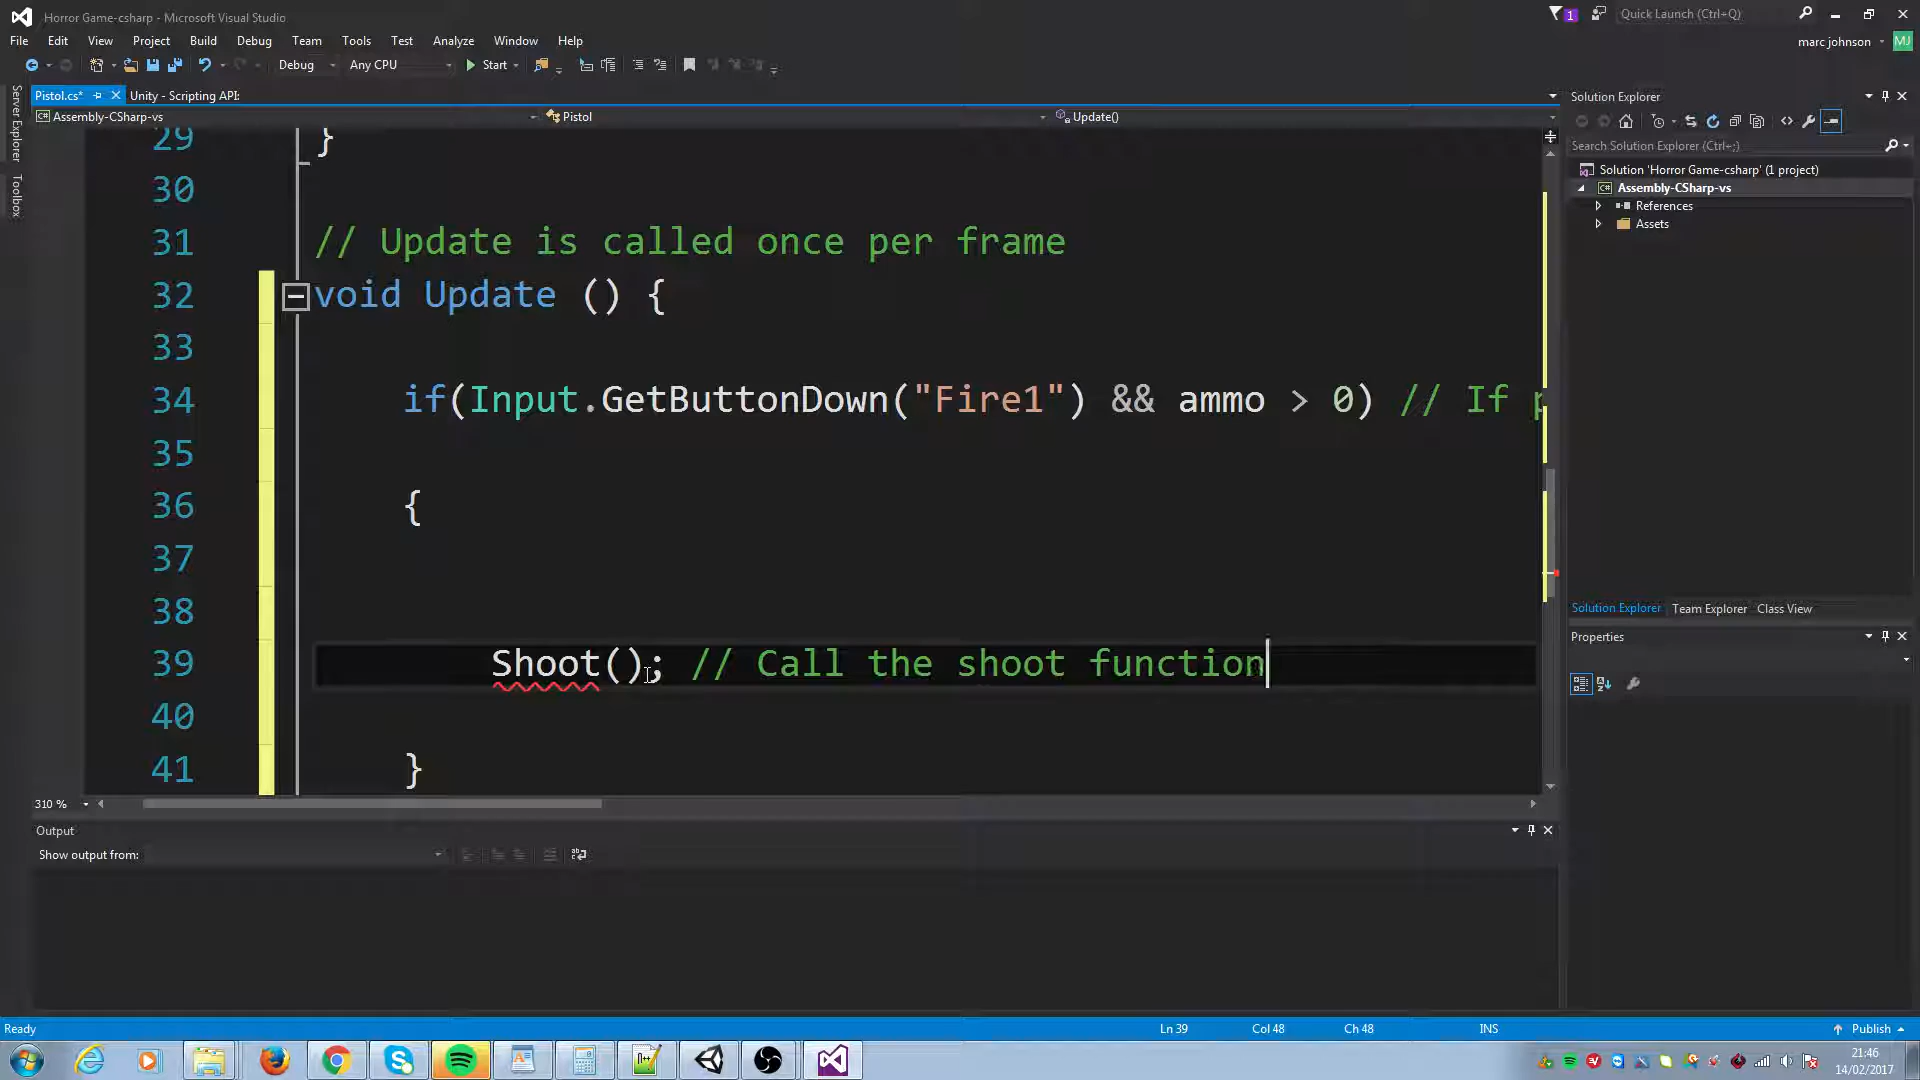 Horror Game-csharp - Microsoft Visual Studio
1
Quick Launch (Ctrl+Q)
File Edit View Project Build Debug Team Tools Test Analyze Window Help
marc johnson
MJ
Debug Any CPU Start
Server Explorer
Toolbox
Pistol.cs*
Unity - Scripting API:
Assembly-CSharp-vs
Pistol
Update()
29 }
30
31 // Update is called once per frame
32 void Update () {
33
34 if(Input.GetButtonDown("Fire1") && ammo > 0) // If
35
36 {
37
38
39 Shoot(); // Call the shoot function
40
41 }
310 %
Solution Explorer
Search Solution Explorer (Ctrl+;)
Solution 'Horror Game-csharp' (1 project)
Assembly-CSharp-vs
References
Assets
Solution Explorer Team Explorer Class View
Properties
Output
Show output from:
Ready
Ln 39
Col 48
Ch 48
INS
Publish
21:46
14/02/2017